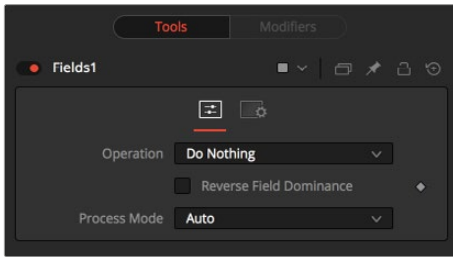 Tools Modifiers
Fields1
Operation Do Nothing
Reverse Field Dominance
Process Mode Auto